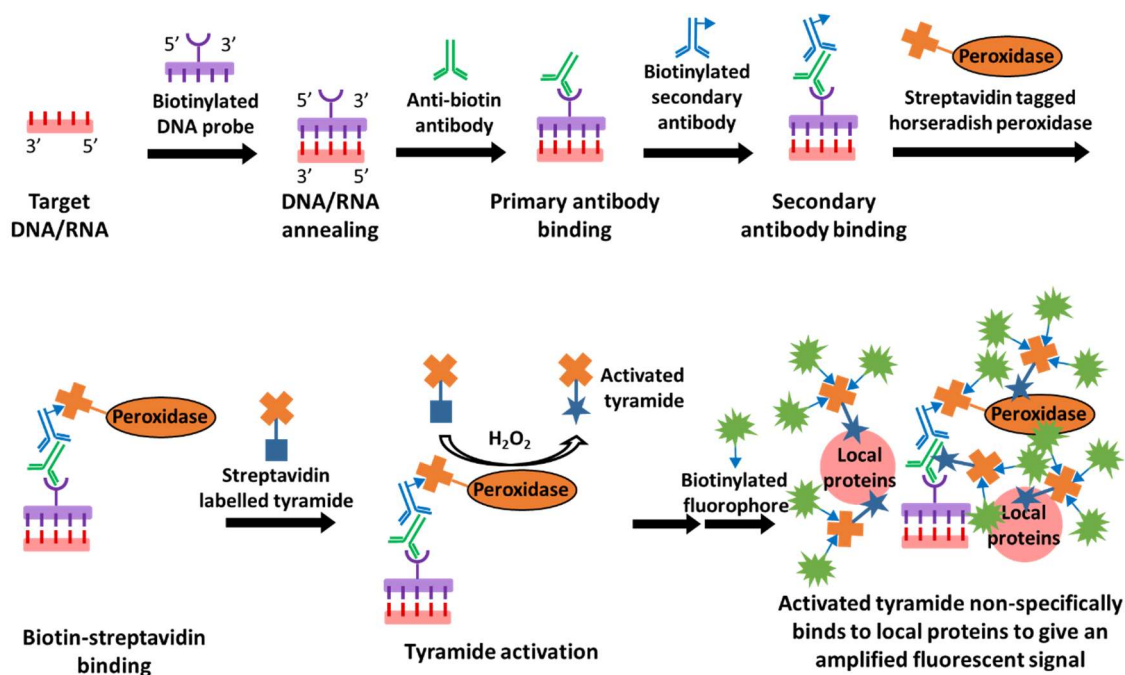 5’ 3’
Biotinylated
DNA probe
3’ 5’
Target
DNA/RNA
5’ 3’
3’ 5’
DNA/RNA
annealing
Anti-biotin
antibody
Primary antibody
binding
Biotinylated
secondary
antibody
Secondary
antibody binding
Peroxidase
Streptavidin tagged
horseradish peroxidase
Peroxidase
Biotin-streptavidin
binding
Streptavidin
labelled tyramide
H₂O₂
Activated
tyramide
Peroxidase
Tyramide activation
Biotinylated
fluorophore
Local
proteins
Peroxidase
Local
proteins
Activated tyramide non-specifically
binds to local proteins to give an
amplified fluorescent signal